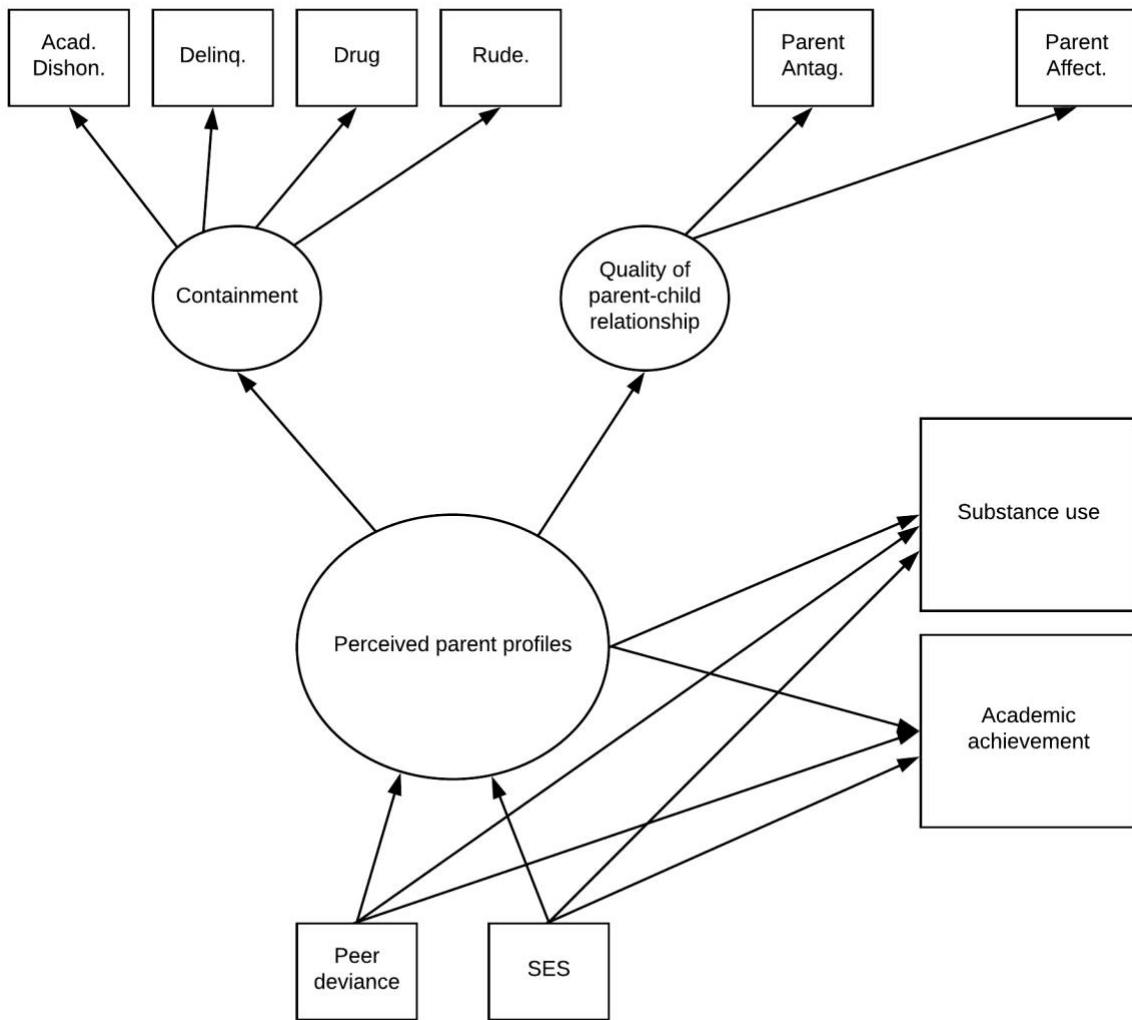 Acad.
Dishon.
Delinq.
Drug
Rude.
Parent
Antag.
Parent
Affect.
Containment
Quality of
parent-child
relationship
Substance use
Perceived parent profiles
Academic
achievement
Peer
deviance
SES